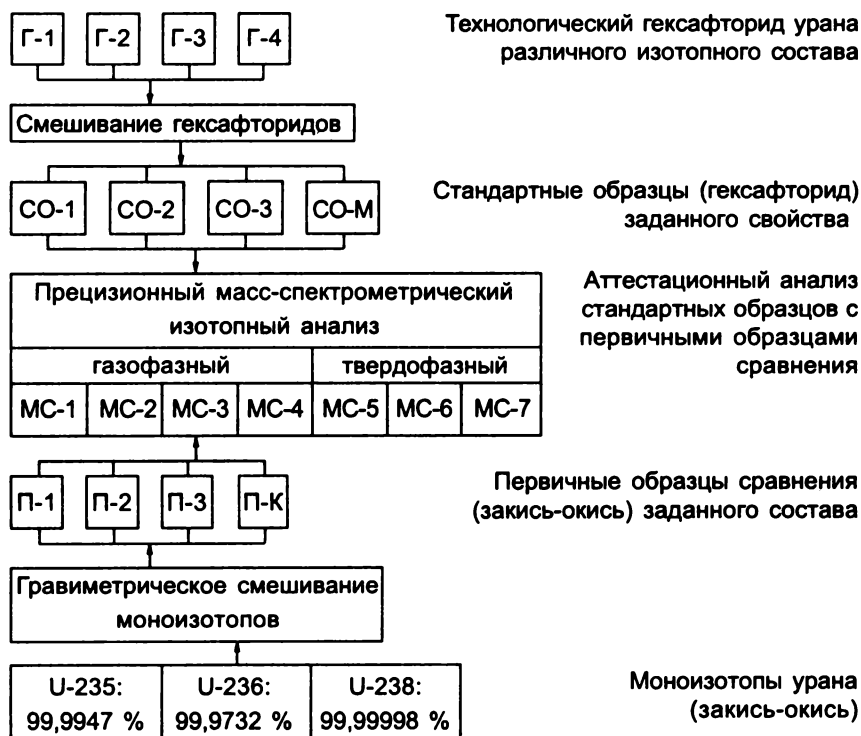 Г-1 Г-2 Г-3 Г-4
Технологический гексафторид урана
различного изотопного состава
Смешивание гексафторидов
СО-1 СО-2 СО-3 СО-М
Стандартные образцы (гексафторид)
заданного свойства
Прецизионный масс-спектрометрический
изотопный анализ
газофазный твердофазный
МС-1 МС-2 МС-3 МС-4 МС-5 МС-6 МС-7
Аттестационный анализ
стандартных образцов с
первичными образцами
сравнения
П-1 П-2 П-3 П-К
Первичные образцы сравнения
(закись-окись) заданного состава
Гравиметрическое смешивание
моноизотопов
U-235: U-236: U-238:
99,9947 % 99,9732 % 99,99998 %
Моноизотопы урана
(закись-окись)